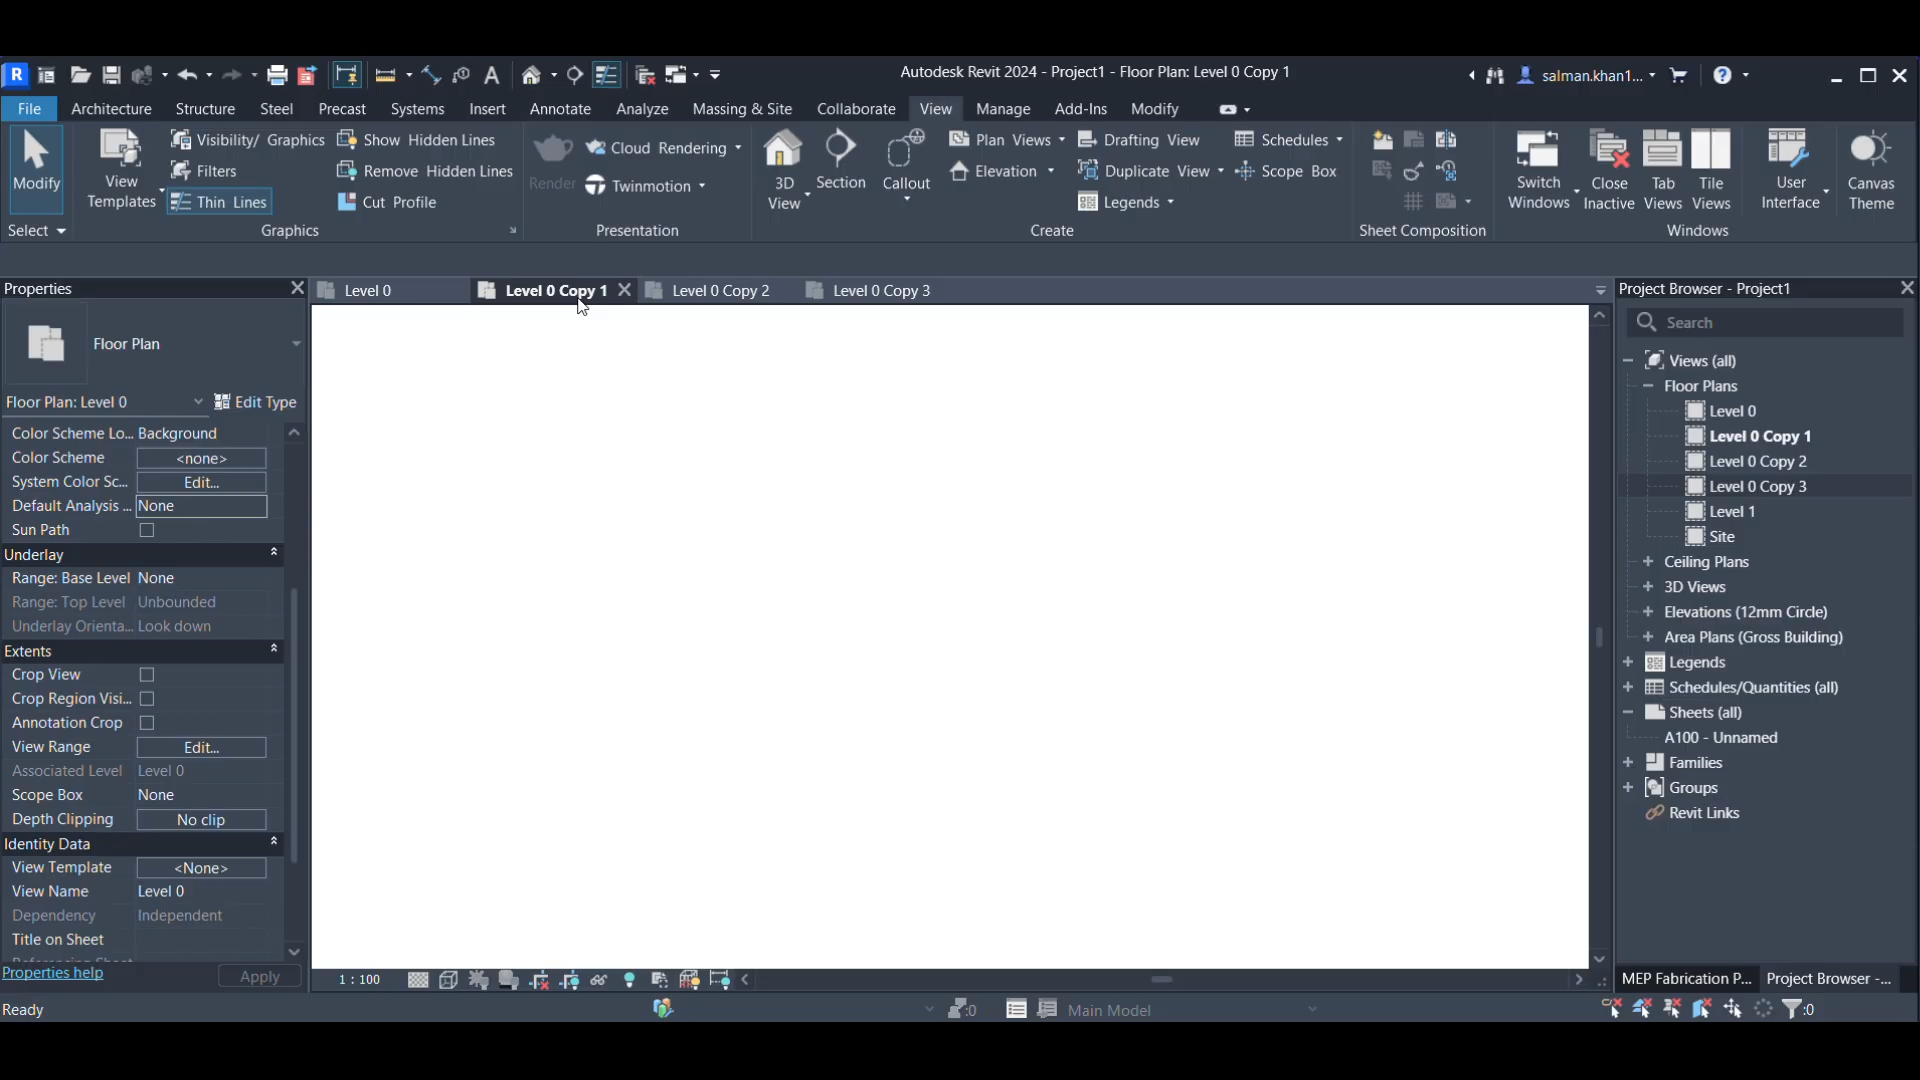 R
Autodesk Revit 2024 - Project1 - Floor Plan: Level 0 Copy 1
salman.khan1...
File Architecture Structure Steel Precast Systems Insert Annotate Analyze Massing & Site Collaborate View Manage Add-Ins Modify
Modify
View
Templates
Visibility/ Graphics
Filters
Thin Lines
Show Hidden Lines
Remove Hidden Lines
Cut Profile
Render
Cloud Rendering
Twinmotion
3D
View
Section
Callout
Plan Views
Elevation
Drafting View
Duplicate View
Legends
Schedules
Scope Box
Switch
Windows
Close
Inactive
Tab
Views
Tile
Views
User
Interface
Canvas
Theme
Select
Graphics
Presentation
Create
Sheet Composition
Windows
Properties
Floor Plan
Floor Plan: Level 0
Edit Type
Color Scheme Lo... Background
Color Scheme <none>
System Color Sc... Edit...
Default Analysis ... None
Sun Path
Underlay
Range: Base Level None
Range: Top Level Unbounded
Underlay Orienta... Look down
Extents
Crop View
Crop Region Visi...
Annotation Crop
View Range Edit...
Associated Level Level 0
Scope Box None
Depth Clipping No clip
Identity Data
View Template <None>
View Name Level 0
Dependency Independent
Title on Sheet
Properties help
Apply
Level 0
Level 0 Copy 1
Level 0 Copy 2
Level 0 Copy 3
1 : 100
Project Browser - Project1
Search
Views (all)
Floor Plans
Level 0
Level 0 Copy 1
Level 0 Copy 2
Level 0 Copy 3
Level 1
Site
Ceiling Plans
3D Views
Elevations (12mm Circle)
Area Plans (Gross Building)
Legends
Schedules/Quantities (all)
Sheets (all)
A100 - Unnamed
Families
Groups
Revit Links
MEP Fabrication P...
Project Browser -...
Ready
:0
Main Model
:0